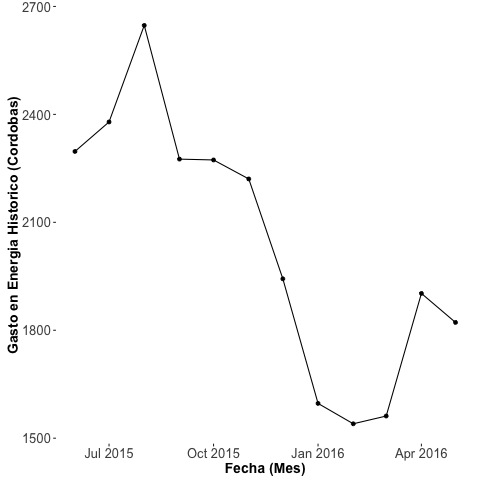 Gasto en Energia Historico (Cordobas)
2700
2400
2100
1800
1500
Jul 2015 Oct 2015 Jan 2016 Apr 2016
Fecha (Mes)